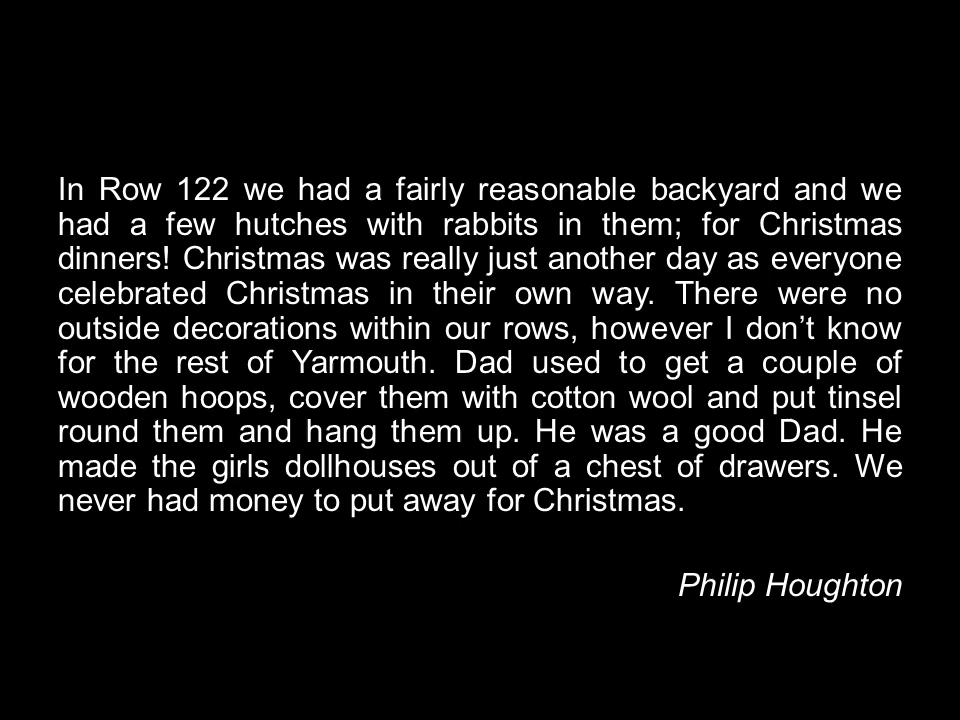 In Row 122 we had a fairly reasonable backyard and we
had a few hutches with rabbits in them; for Christmas
dinners! Christmas was really just another day as everyone
celebrated Christmas in their own way. There were no
outside decorations within our rows, however I don’t know
for the rest of Yarmouth. Dad used to get a couple of
wooden hoops, cover them with cotton wool and put tinsel
round them and hang them up. He was a good Dad. He
made the girls dollhouses out of a chest of drawers. We
never had money to put away for Christmas.
Philip Houghton